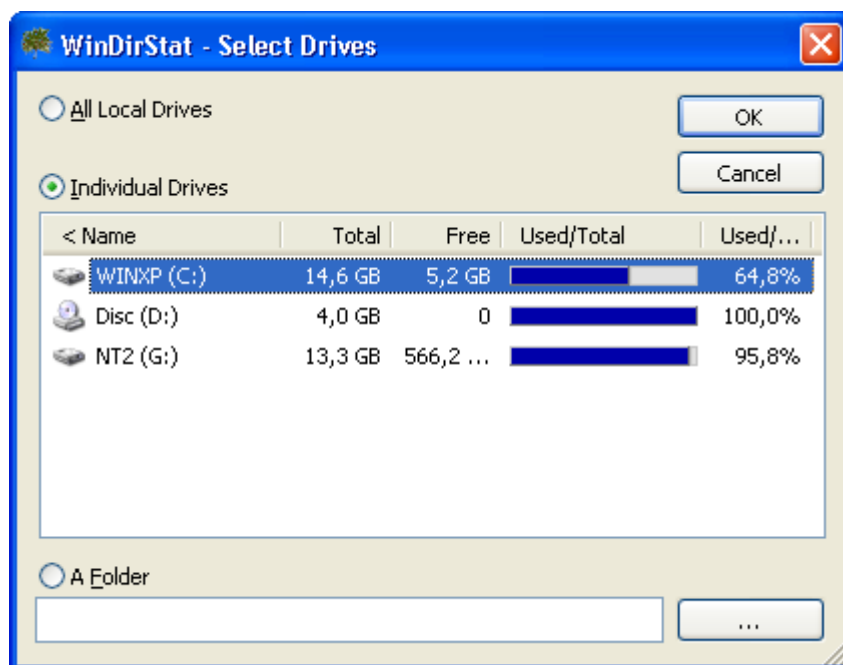 WinDirStat - Select Drives
All Local Drives
OK
Cancel
Individual Drives
< Name Total Free Used/Total Used/...
WINXP (C:) 14,6 GB 5,2 GB 64,8%
Disc (D:) 4,0 GB 0 100,0%
NT2 (G:) 13,3 GB 566,2 ... 95,8%
A Folder
...